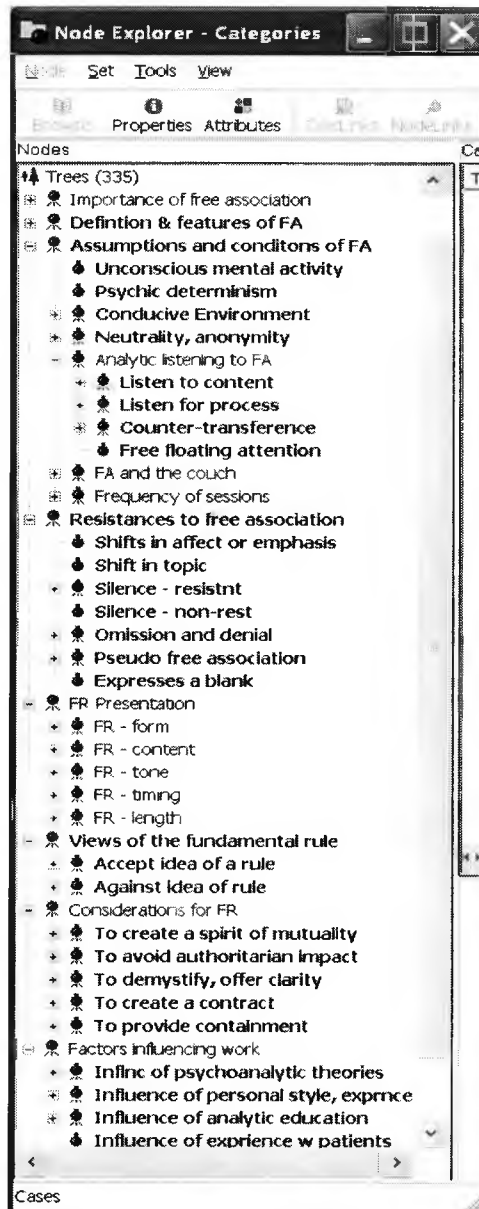 Node Explorer - Categories
Node Set Tools View
Browse Properties Attributes DocLinks NodeLinks
Nodes
Trees (335)
Importance of free association
Defintion & features of FA
Assumptions and conditons of FA
Unconscious mental activity
Psychic determinism
Conducive Environment
Neutrality, anonymity
Analytic listening to FA
Listen to content
Listen for process
Counter-transference
Free floating attention
FA and the couch
Frequency of sessions
Resistances to free association
Shifts in affect or emphasis
Shift in topic
Silence - resistnt
Silence - non-rest
Omission and denial
Pseudo free association
Expresses a blank
FR Presentation
FR - form
FR - content
FR - tone
FR - timing
FR - length
Views of the fundamental rule
Accept idea of a rule
Against idea of rule
Considerations for FR
To create a spirit of mutuality
To avoid authoritarian impact
To demystify, offer clarity
To create a contract
To provide containment
Factors influencing work
Inflnc of psychoanalytic theories
Influence of personal style, exprnce
Influence of analytic education
Influence of exprience w patients
Cases